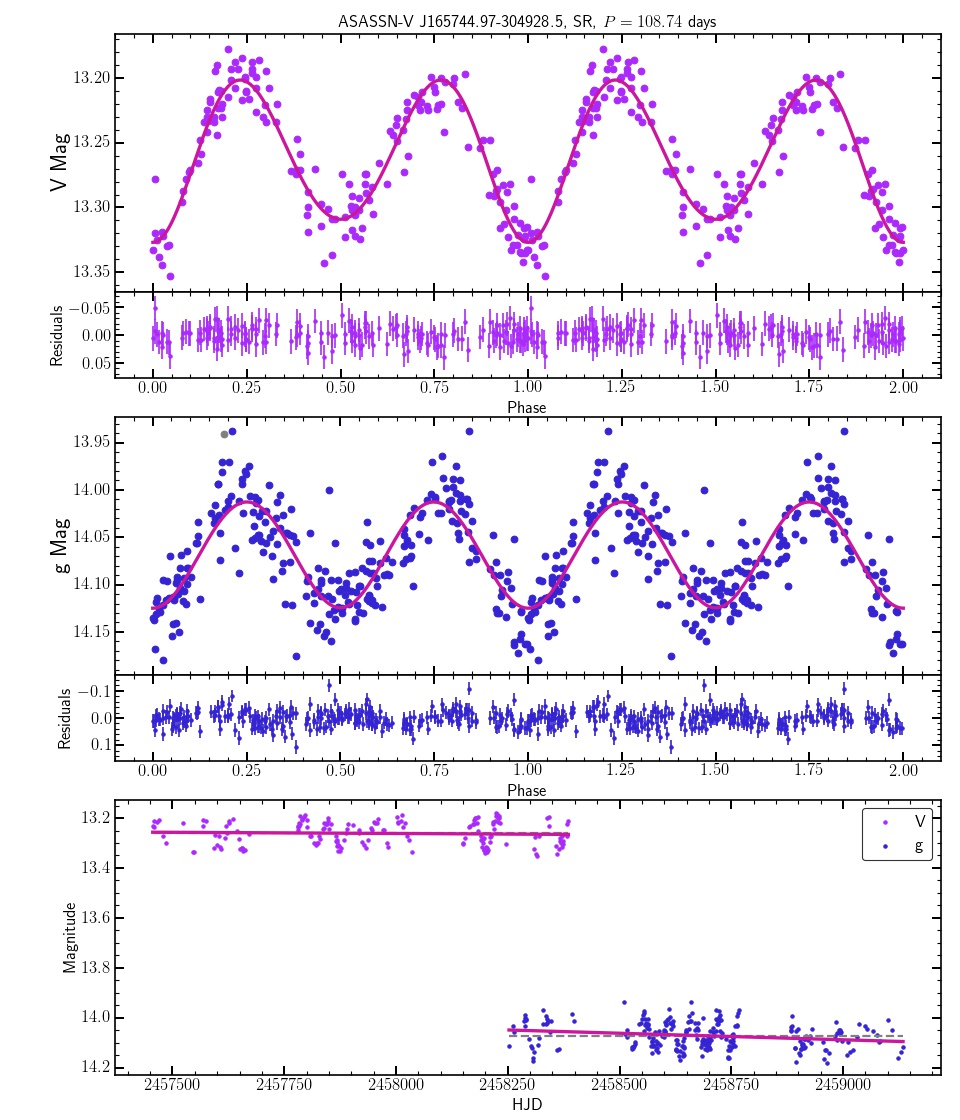 ASASSN-V J165744.97-304928.5, SR, P = 108.74 days
V Mag
13.20
13.25
13.30
13.35
Residuals
−0.05
0.00
0.05
0.00 0.25 0.50 0.75 1.00 1.25 1.50 1.75 2.00
Phase
g Mag
13.95
14.00
14.05
14.10
14.15
Residuals
−0.1
0.0
0.1
0.00 0.25 0.50 0.75 1.00 1.25 1.50 1.75 2.00
Phase
Magnitude
13.2
13.4
13.6
13.8
14.0
14.2
V
g
2457500 2457750 2458000 2458250 2458500 2458750 2459000
HJD